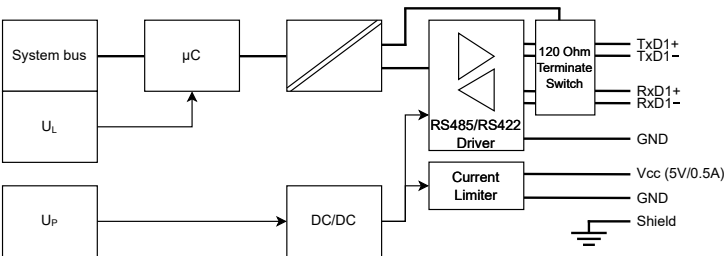 System bus
µC
120 Ohm
Terminate
Switch
TxD1+
TxD1−
RxD1+
RxD1−
UL
RS485/RS422
Driver
GND
Current
Limiter
Vcc (5V/0.5A)
GND
UP
DC/DC
Shield